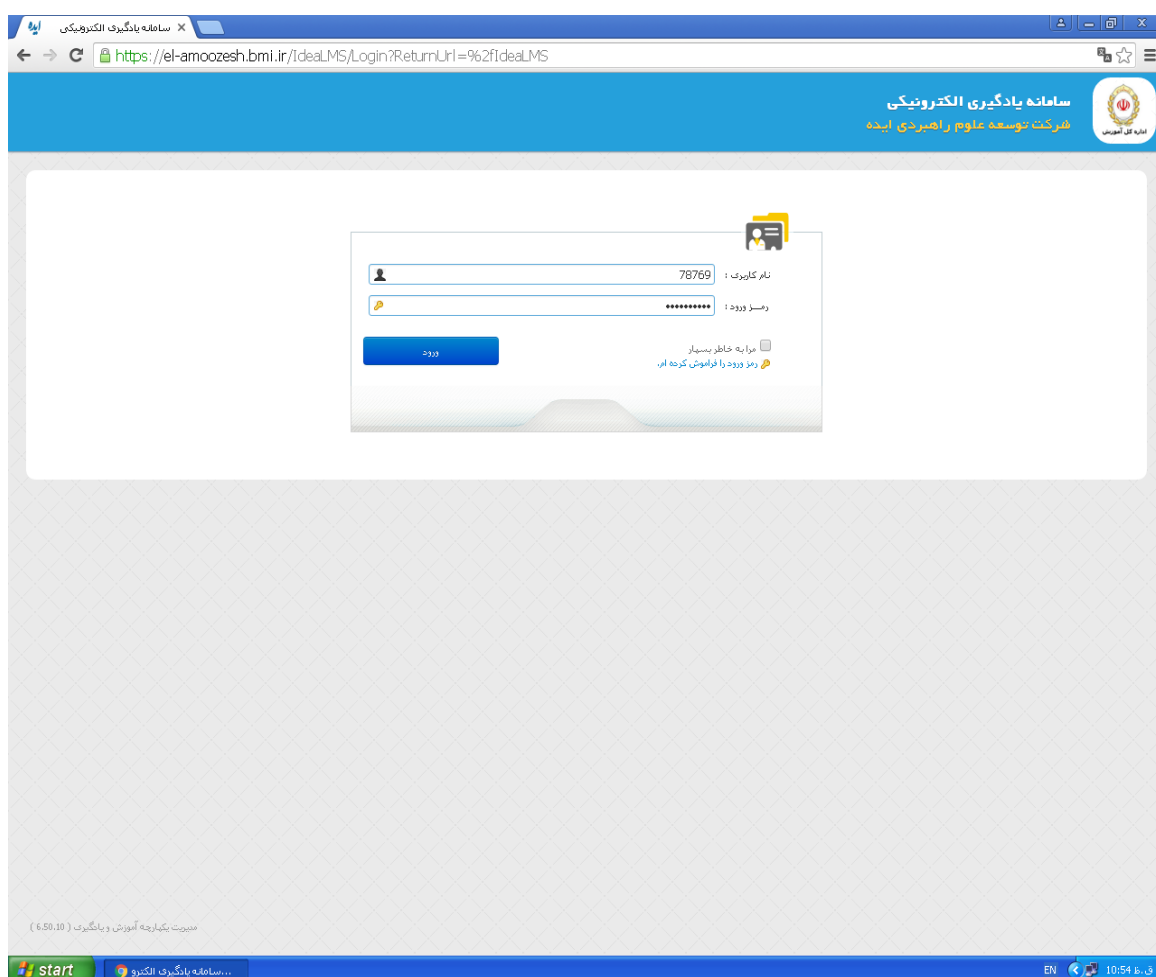 سامانه یادگیری الکترونیکی
https://el-amoozesh.bmi.ir/IdeaLMS/Login?ReturnUrl=%2fIdeaLMS
سامانه یادگیری الکترونیکی
شرکت توسعه علوم راهبردی ایده
اداره کل آموزش
نام کاربری : 78769
رمــز ورود : ••••••••••
مرا به خاطر بسپار
ورود
رمز ورود را فراموش کرده ام.
مدیریت یکپارچه آموزش و یادگیری ( 6.50.10 )
start
سامانه یادگیری الکترو...
EN
10:54 ق.ظ